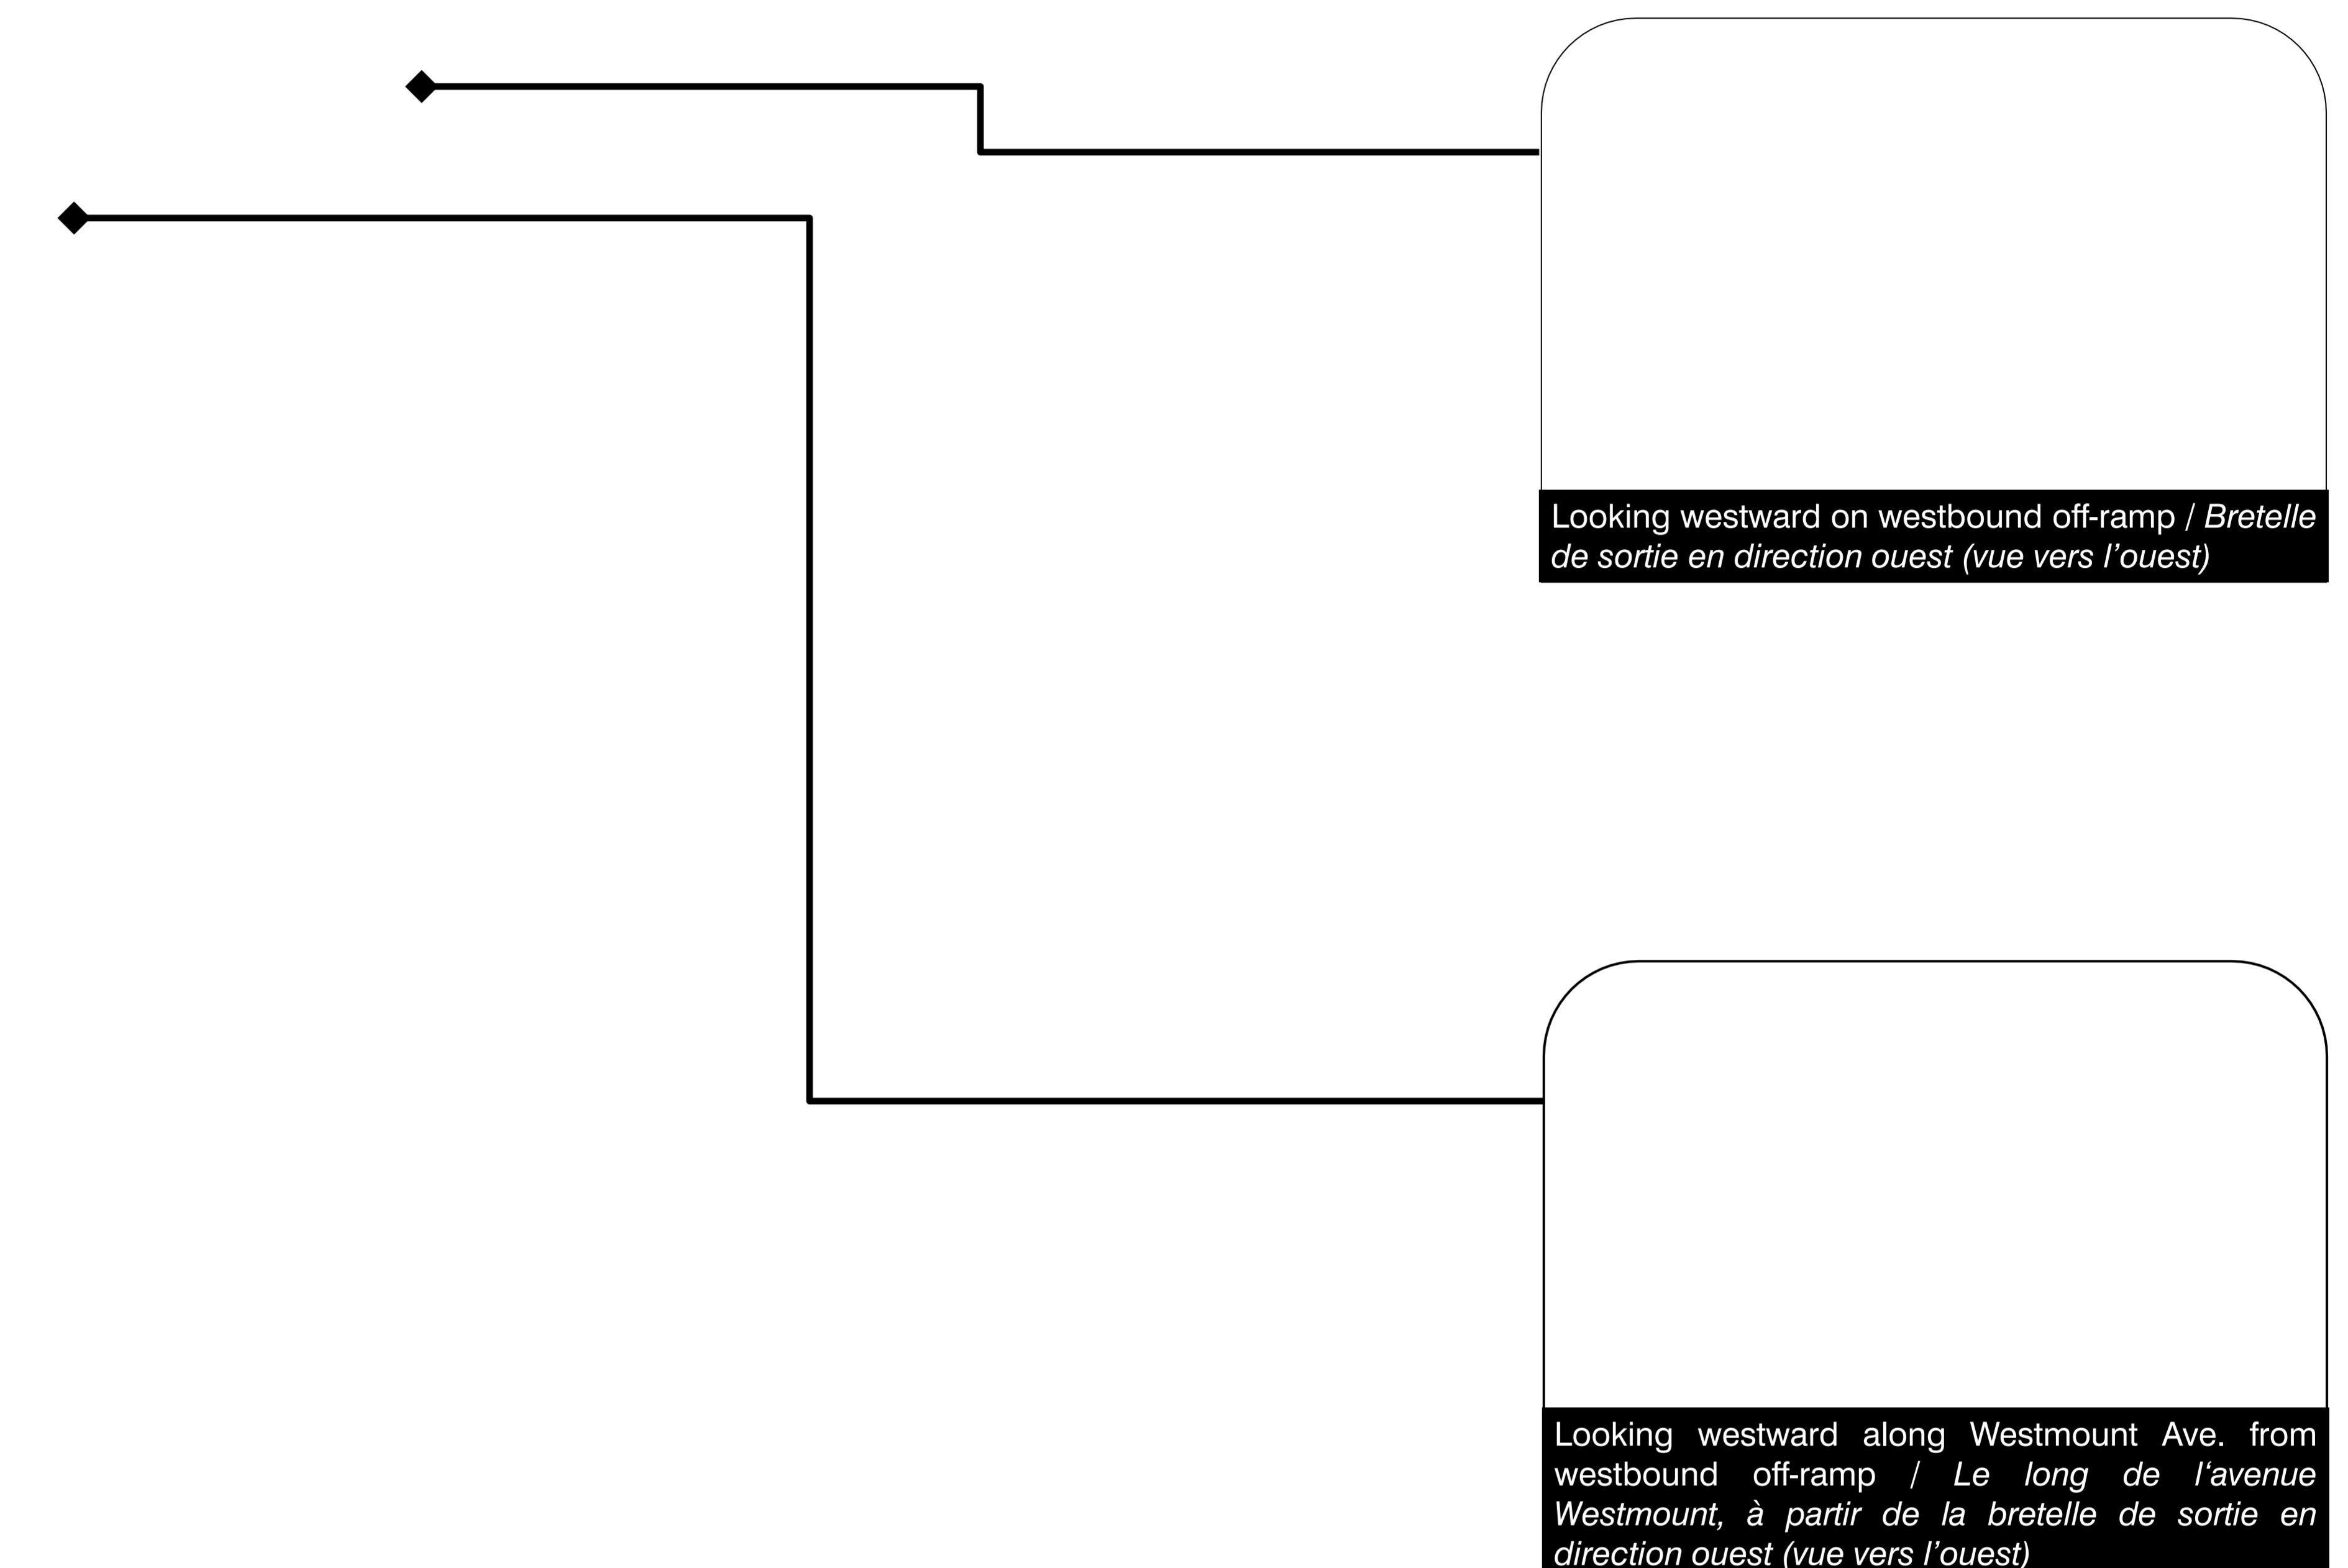 Looking westward on westbound off-ramp / Bretelle
de sortie en direction ouest (vue vers l’ouest)
Looking westward along Westmount Ave. from
westbound off-ramp / Le long de l‘avenue
Westmount, à partir de la bretelle de sortie en
direction ouest (vue vers l’ouest)